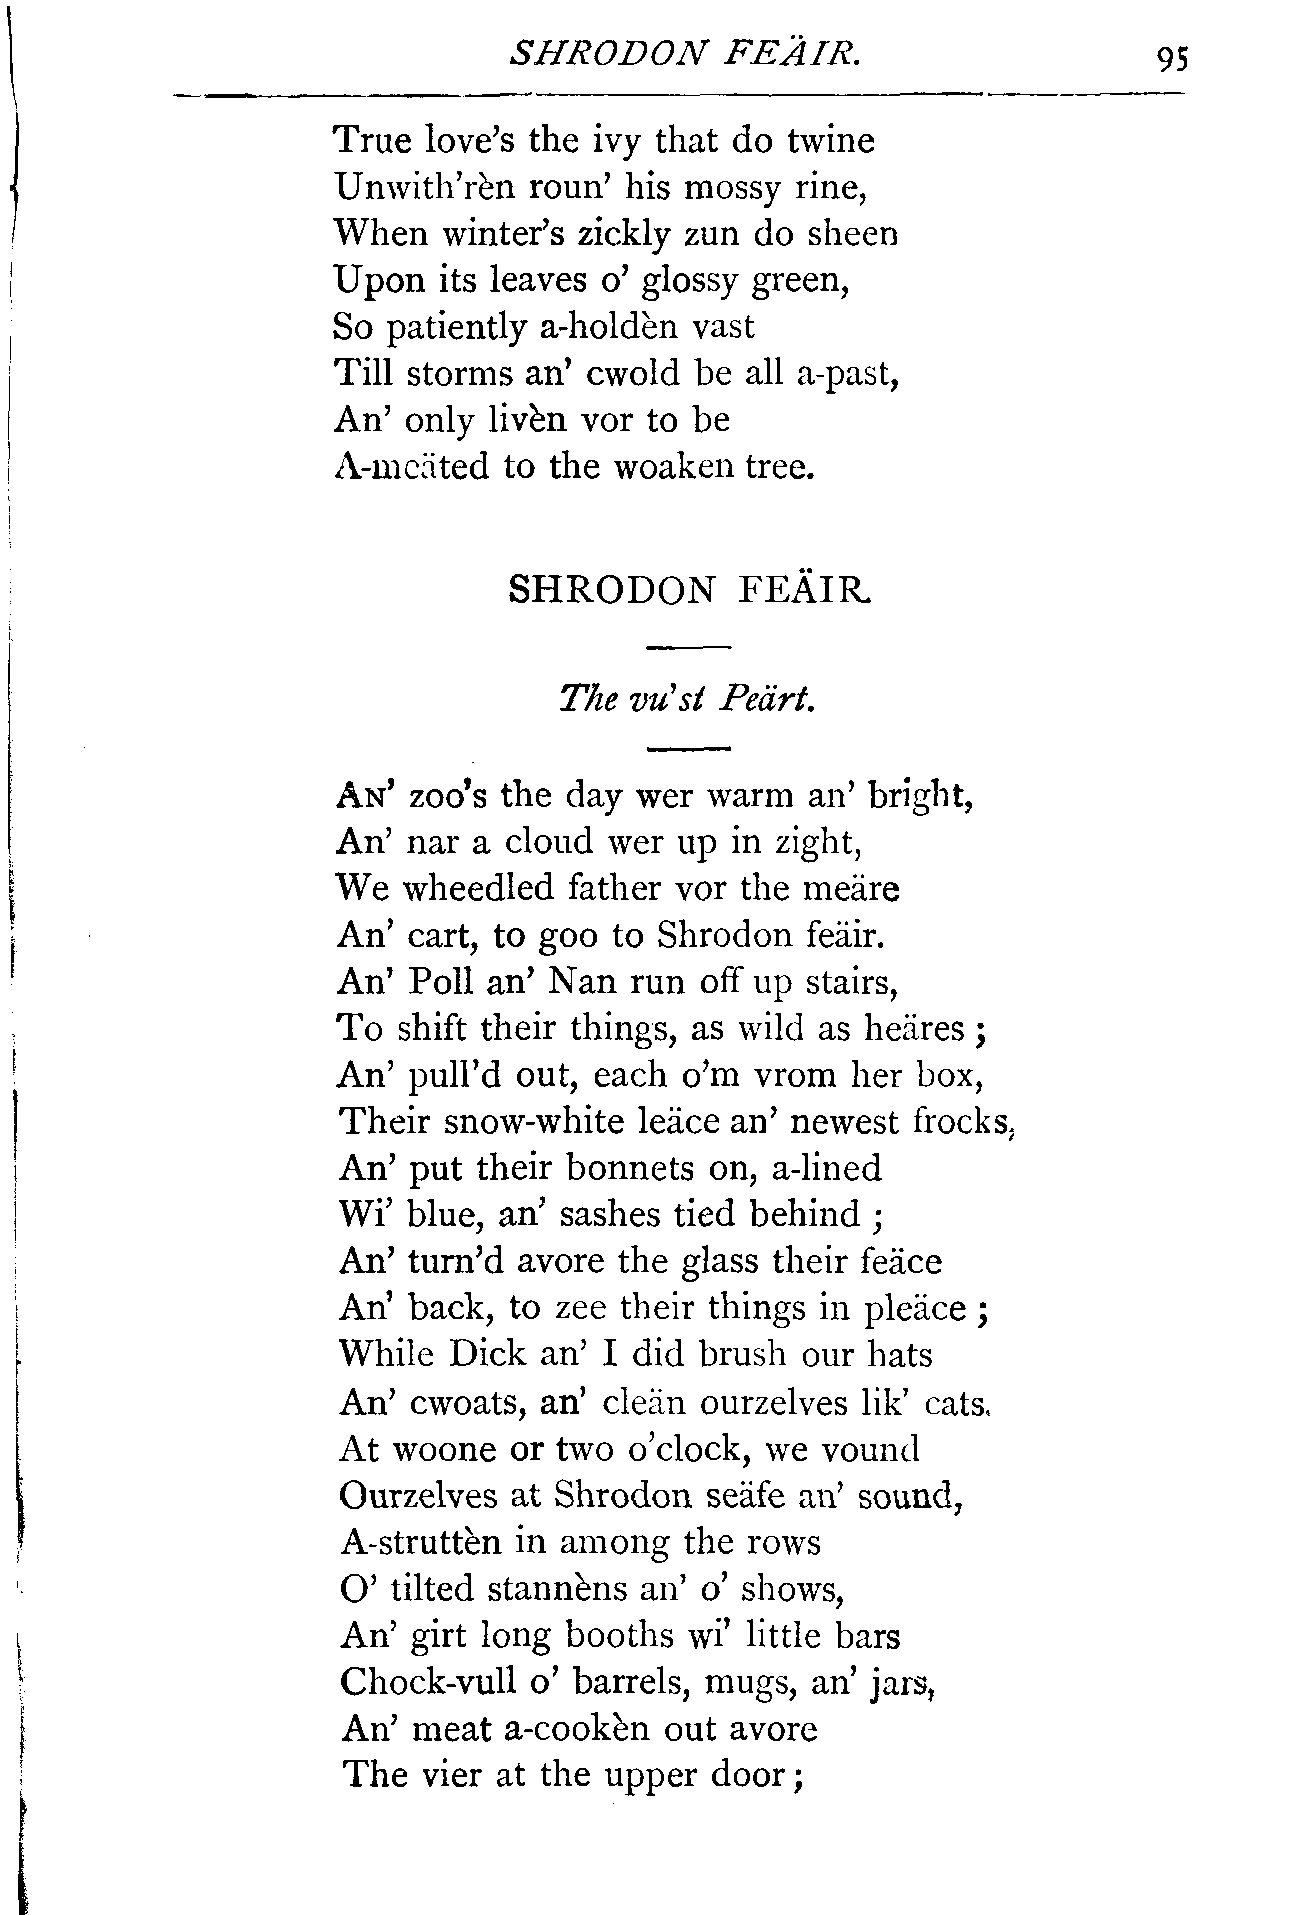 SHRODON FEÄIR. 95
True love's the ivy that do twine
Unwith'rèn roun' his mossy rine,
When winter's zickly zun do sheen
Upon its leaves o' glossy green,
So patiently a-holdèn vast
Till storms an' cwold be all a-past,
An' only livèn vor to be
A-meäted to the woaken tree.
SHRODON FEÄIR.
The vu'st Peärt.
An' zoo's the day wer warm an' bright,
An' nar a cloud wer up in zight,
We wheedled father vor the meäre
An' cart, to goo to Shrodon feäir.
An' Poll an' Nan run off up stairs,
To shift their things, as wild as heäres ;
An' pull'd out, each o'm vrom her box,
Their snow-white leäce an' newest frocks,
An' put their bonnets on, a-lined
Wi' blue, an' sashes tied behind ;
An' turn'd avore the glass their feäce
An' back, to zee their things in pleäce ;
While Dick an' I did brush our hats
An' cwoats, an' cleän ourzelves lik' cats.
At woone or two o'clock, we vound
Ourzelves at Shrodon seäfe an' sound,
A-struttèn in among the rows
O' tilted stannèns an' o' shows,
An' girt long booths wi' little bars
Chock-vull o' barrels, mugs, an' jars,
An' meat a-cookèn out avore
The vier at the upper door ;